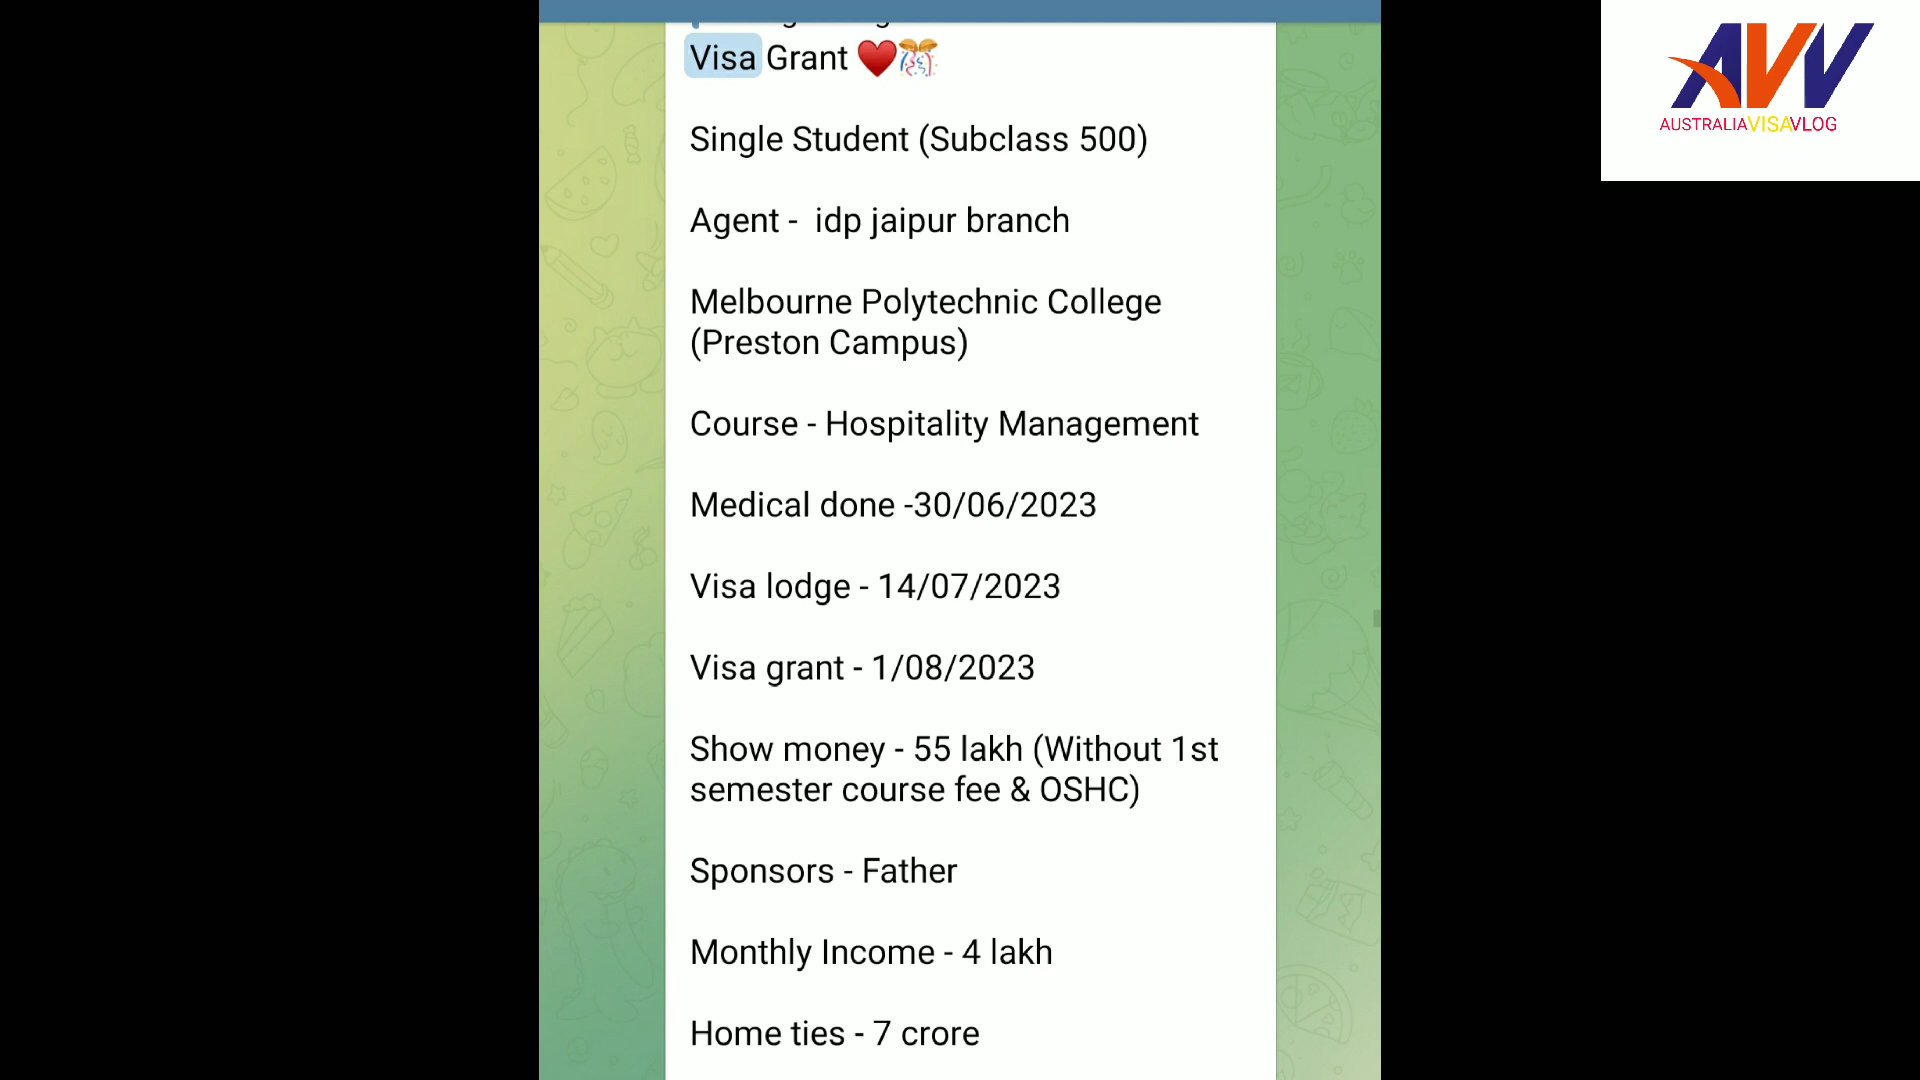 Visa Grant
Single Student (Subclass 500)
Agent - idp jaipur branch
Melbourne Polytechnic College
(Preston Campus)
Course - Hospitality Management
Medical done -30/06/2023
Visa lodge - 14/07/2023
Visa grant - 1/08/2023
Show money - 55 lakh (Without 1st
semester course fee & OSHC)
Sponsors - Father
Monthly Income - 4 lakh
Home ties - 7 crore
AVV
AUSTRALIAVISAVLOG